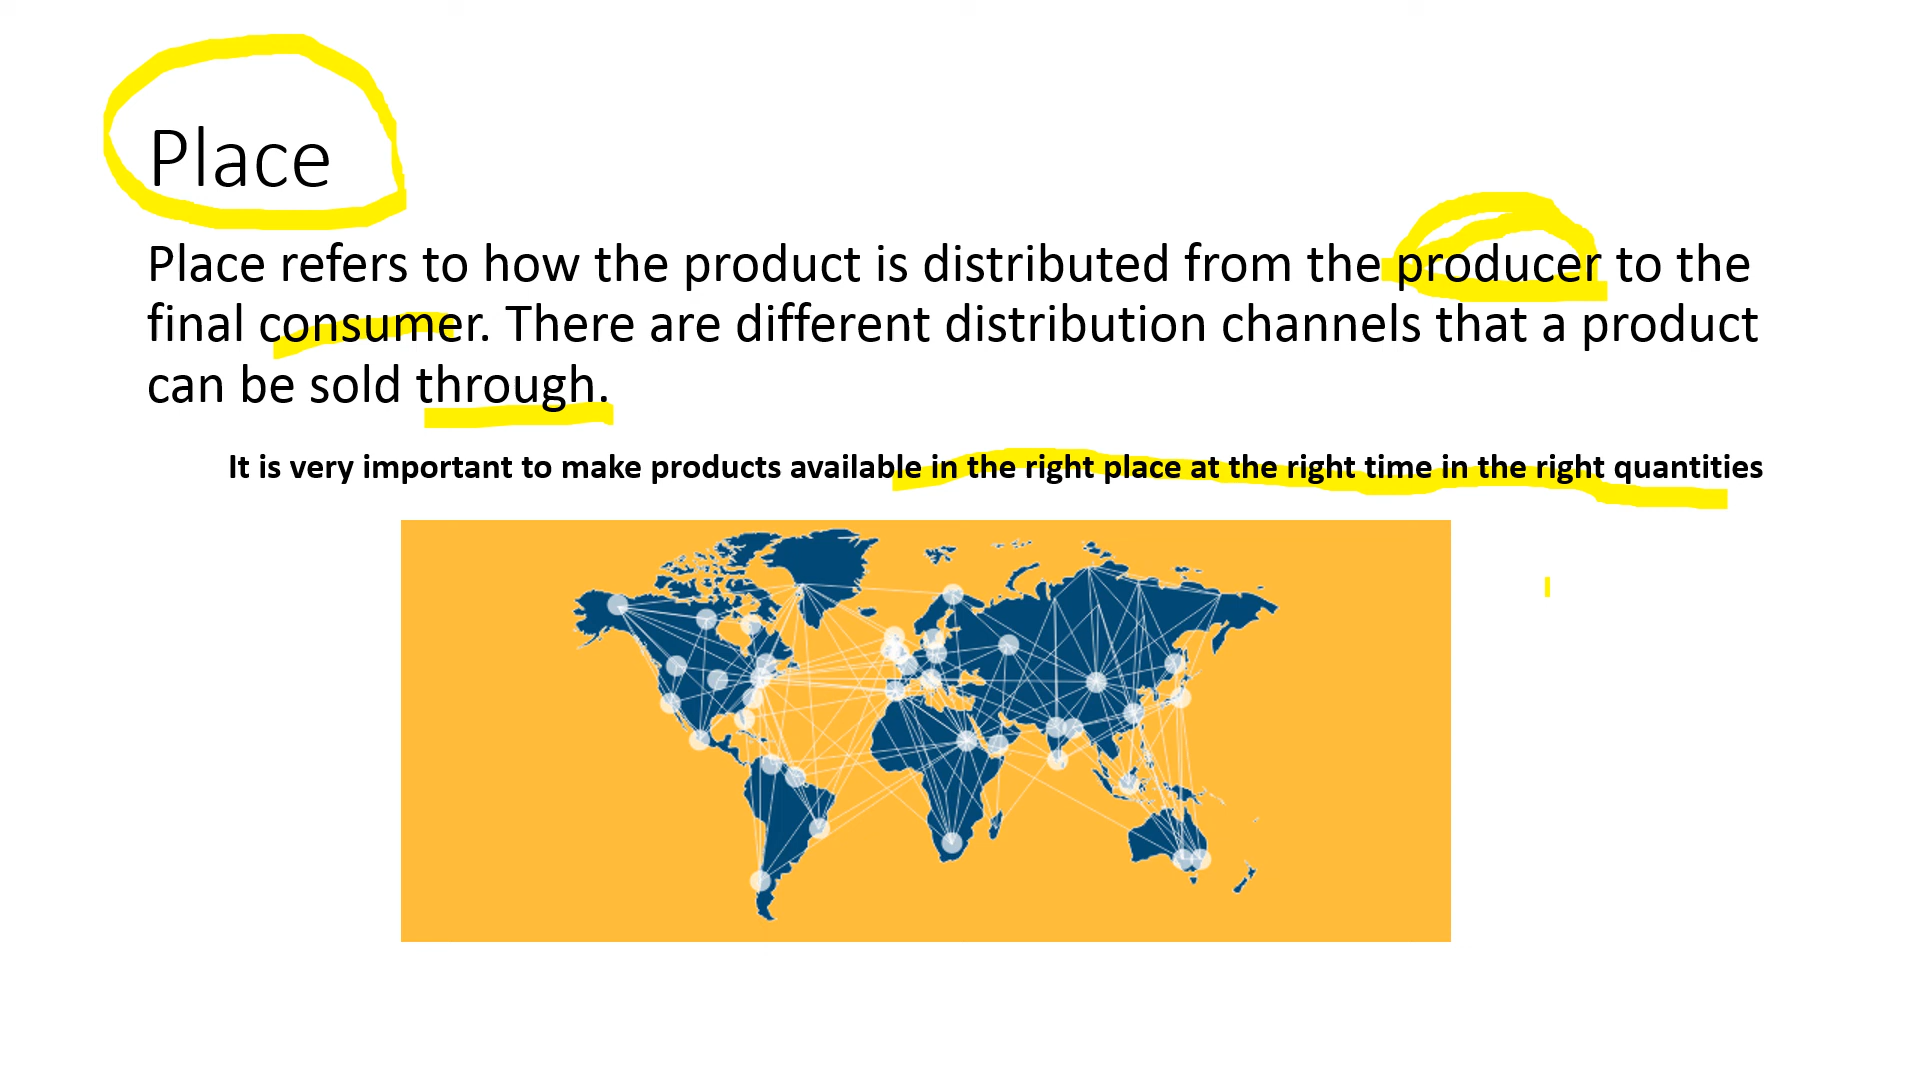 Place
Place refers to how the product is distributed from the producer to the
final consumer. There are different distribution channels that a product
can be sold through.
It is very important to make products available in the right place at the right time in the right quantities